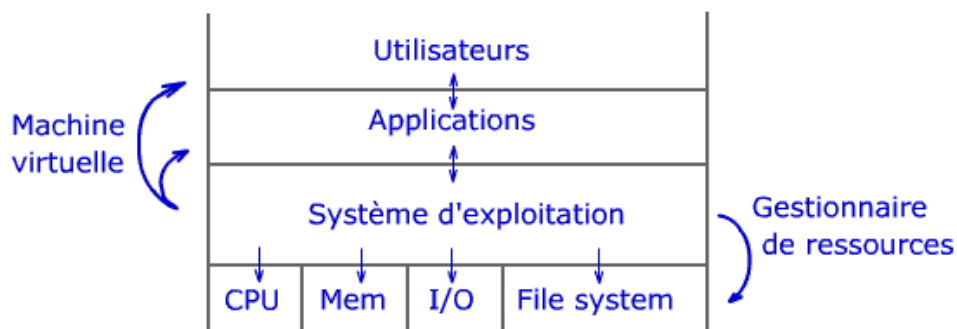 Utilisateurs
Machine
virtuelle
Applications
Système d'exploitation
Gestionnaire
de ressources
CPU
Mem
I/O
File system